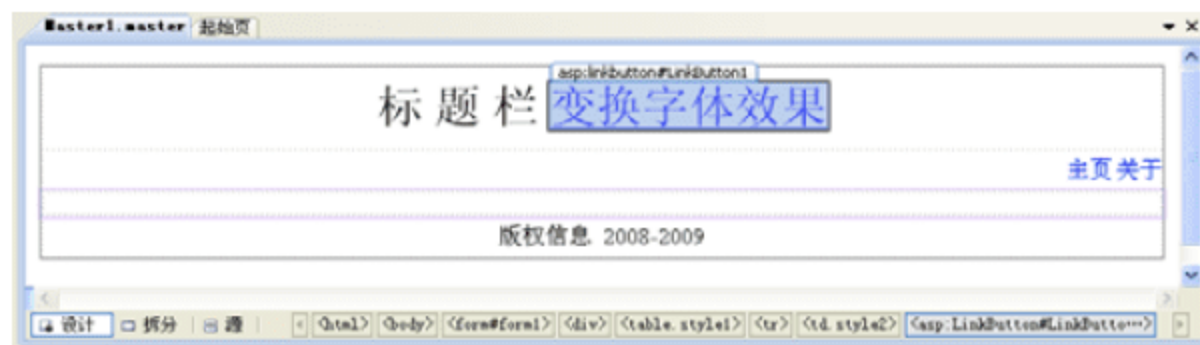 Master1.master 起始页
asp:linkbutton#LinkButton1
标题栏 变换字体效果
主页 关于
版权信息 2008-2009
设计 拆分 源 <html> <body> <form#form1> <div> <table.style1> <tr> <td.style2> <asp:LinkButton#LinkButto…>